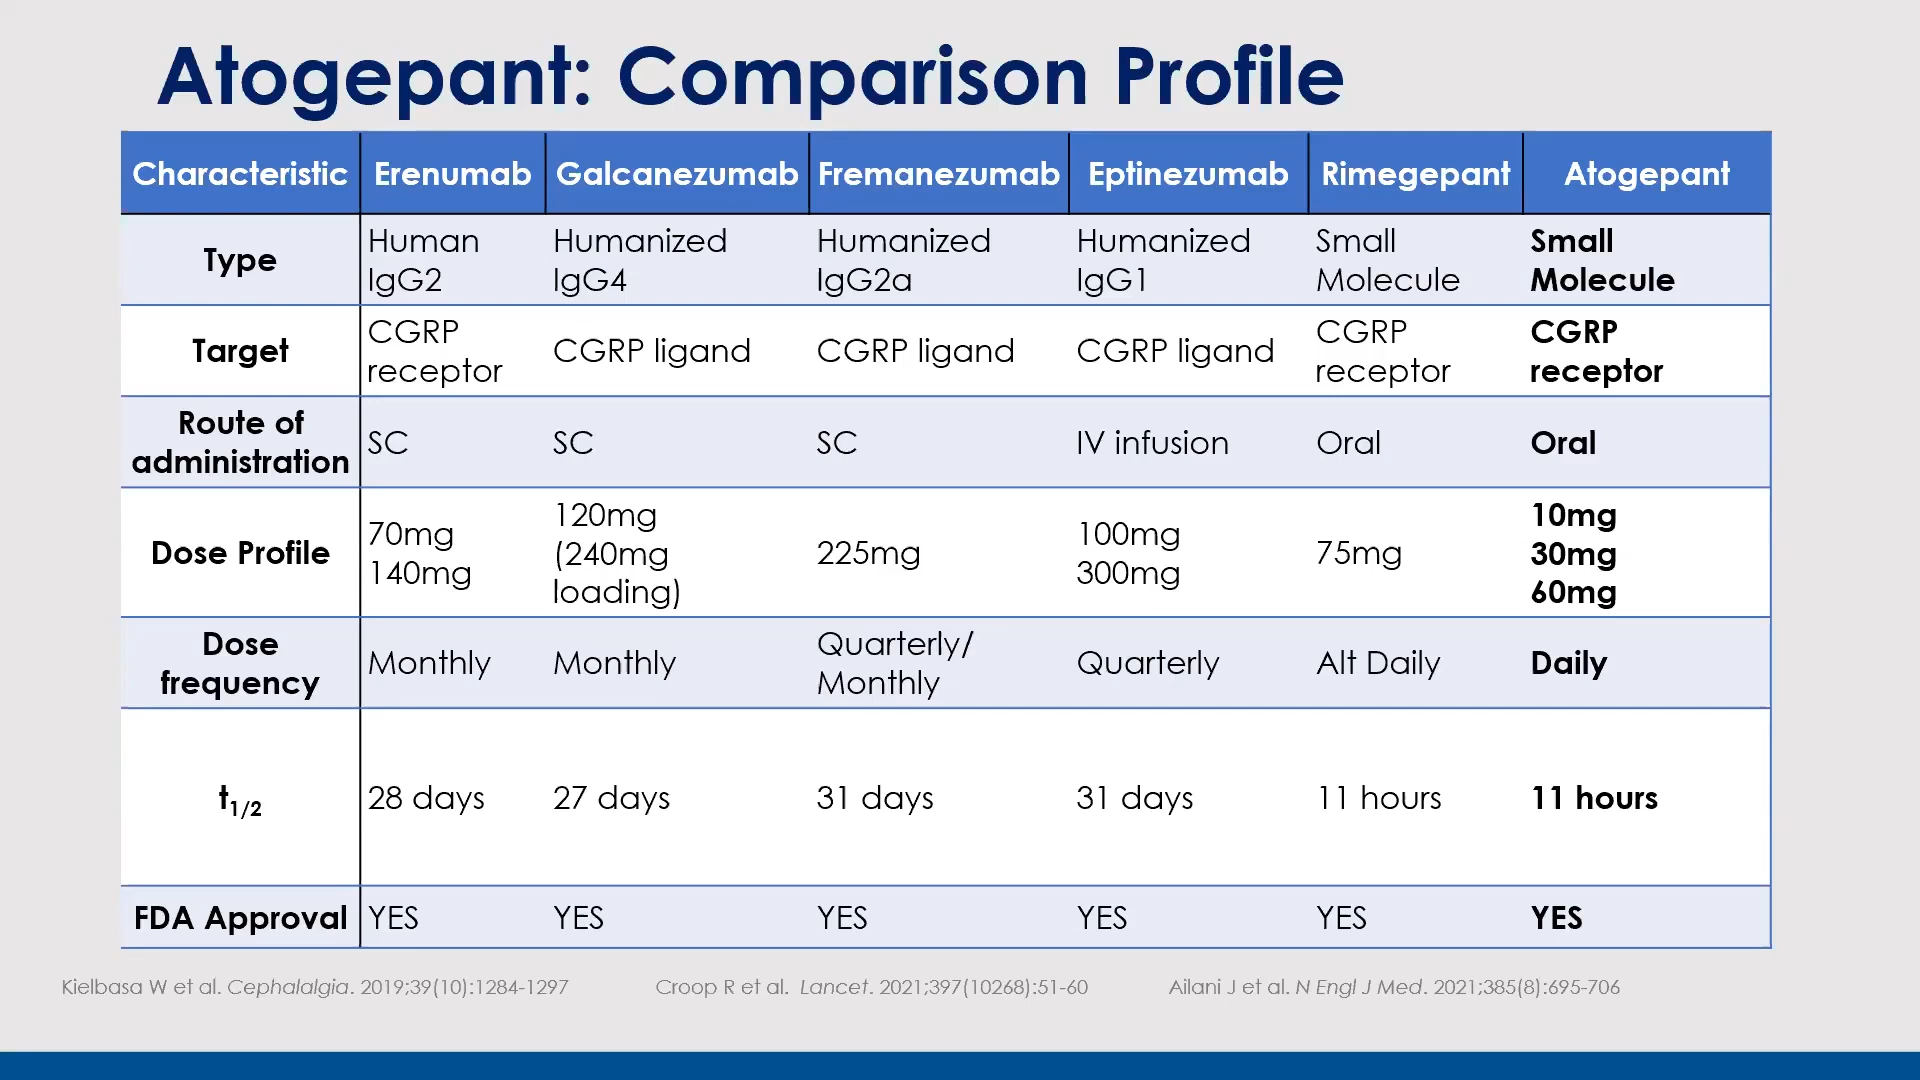 Atogepant: Comparison Profile
Characteristic Erenumab Galcanezumab Fremanezumab Eptinezumab Rimegepant Atogepant
Type
Human
IgG2
Humanized
IgG4
Humanized
IgG2a
Humanized
IgG1
Small
Molecule
Small
Molecule
Target
CGRP
receptor
CGRP ligand
CGRP ligand
CGRP ligand
CGRP
receptor
CGRP
receptor
Route of
administration
SC
SC
SC
IV infusion
Oral
Oral
Dose Profile
70mg
140mg
120mg
(240mg
loading)
225mg
100mg
300mg
75mg
10mg
30mg
60mg
Dose
frequency
Monthly
Monthly
Quarterly/
Monthly
Quarterly
Alt Daily
Daily
t1/2
28 days
27 days
31 days
31 days
11 hours
11 hours
FDA Approval YES YES YES YES YES YES
Kielbasa W et al. Cephalalgia. 2019;39(10):1284-1297
Croop R et al. Lancet. 2021;397(10268):51-60
Ailani J et al. N Engl J Med. 2021;385(8):695-706